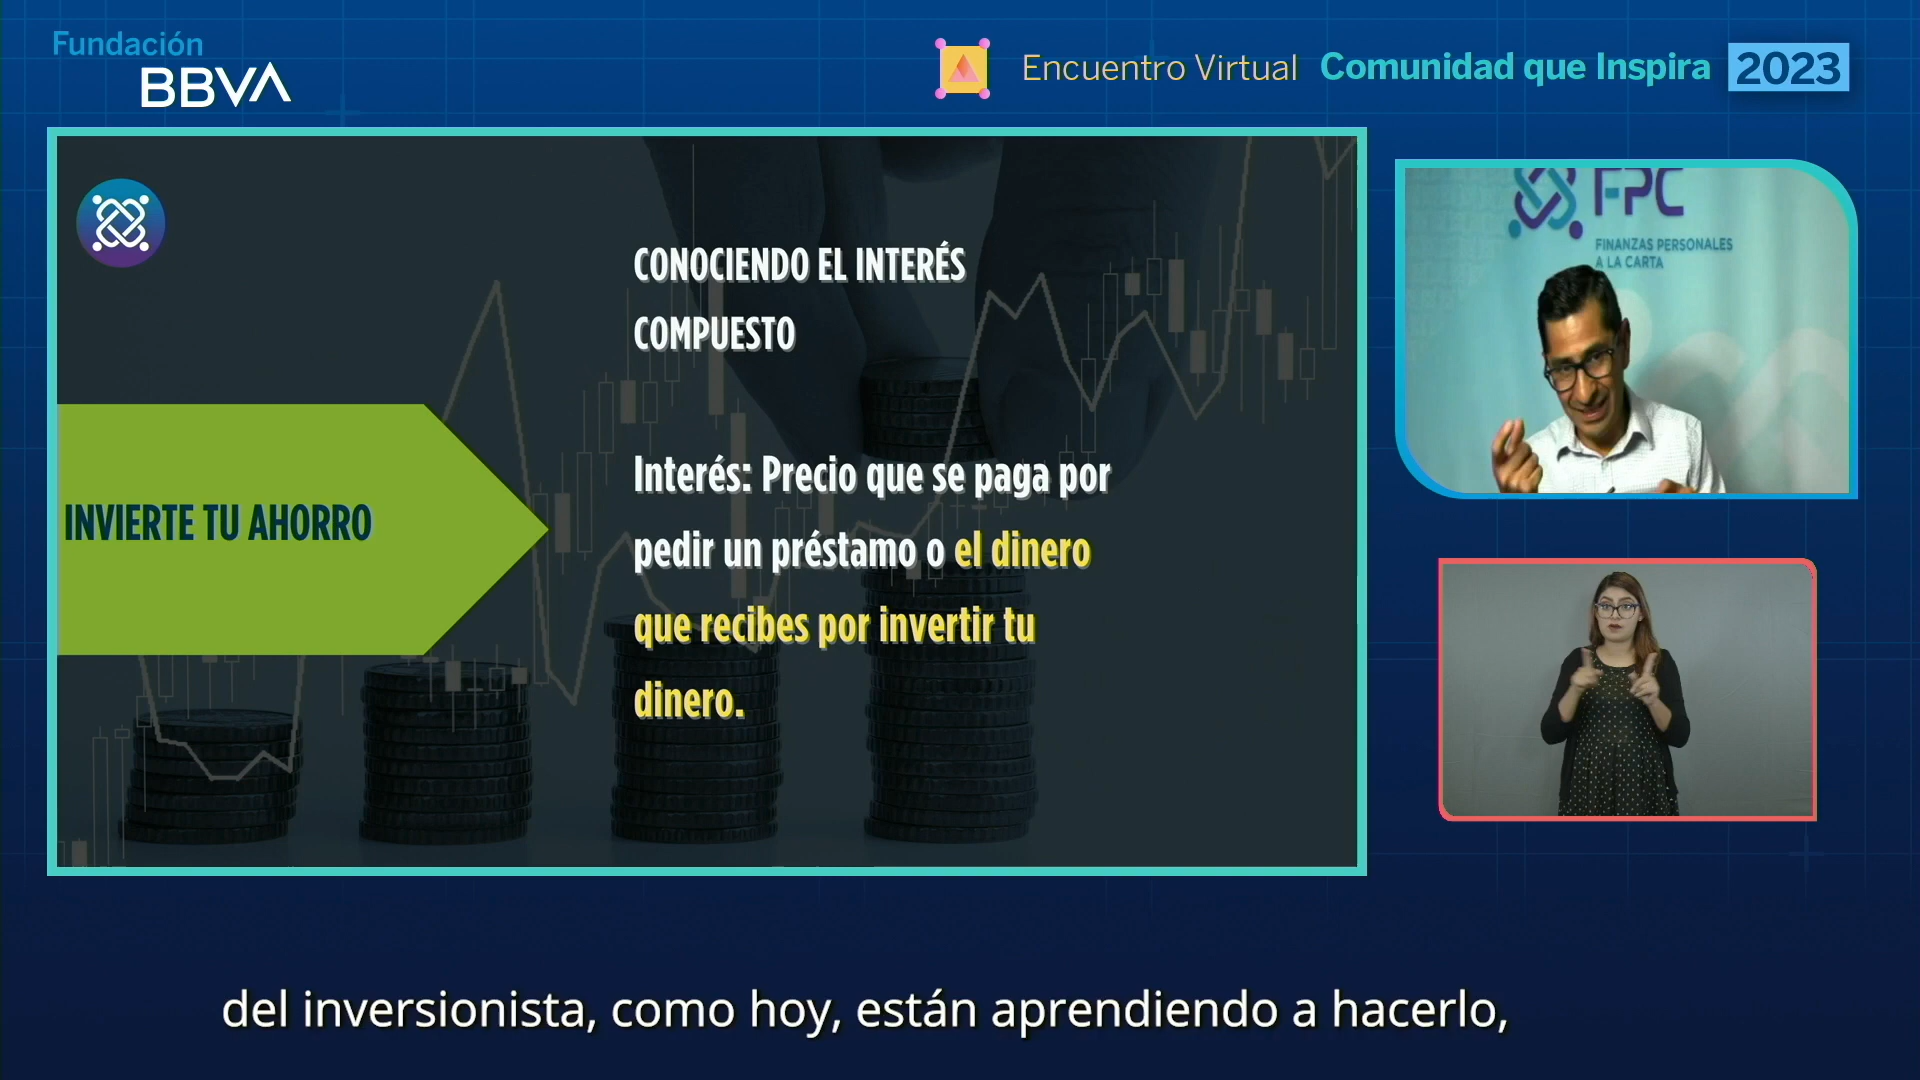 Fundación
BBVA
Encuentro Virtual Comunidad que Inspira 2023
CONOCIENDO EL INTERÉS
COMPUESTO
INVIERTE TU AHORRO
Interés: Precio que se paga por
pedir un préstamo o el dinero
que recibes por invertir tu
dinero.
FPC
FINANZAS PERSONALES
A LA CARTA
del inversionista, como hoy, están aprendiendo a hacerlo,